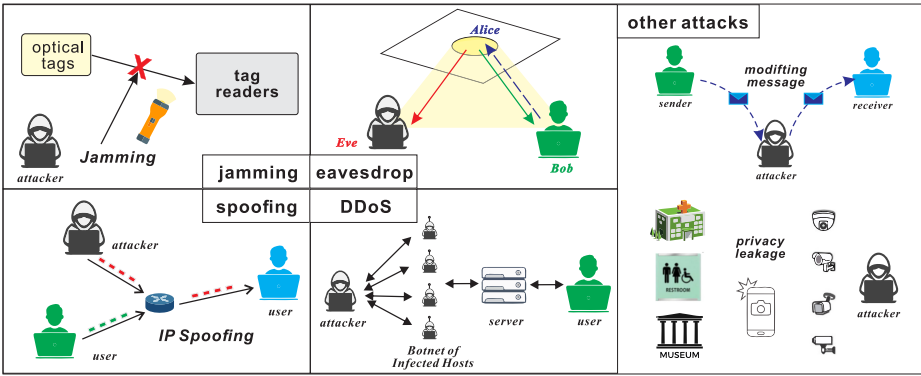 optical
tags
tag
readers
Jamming
attacker
jamming
Alice
Eve
Bob
eavesdrop
spoofing
attacker
user
IP Spoofing
user
DDoS
attacker
Botnet of
Infected Hosts
server
user
other attacks
sender
modifting
message
receiver
attacker
RESTROOM
MUSEUM
privacy
leakage
attacker